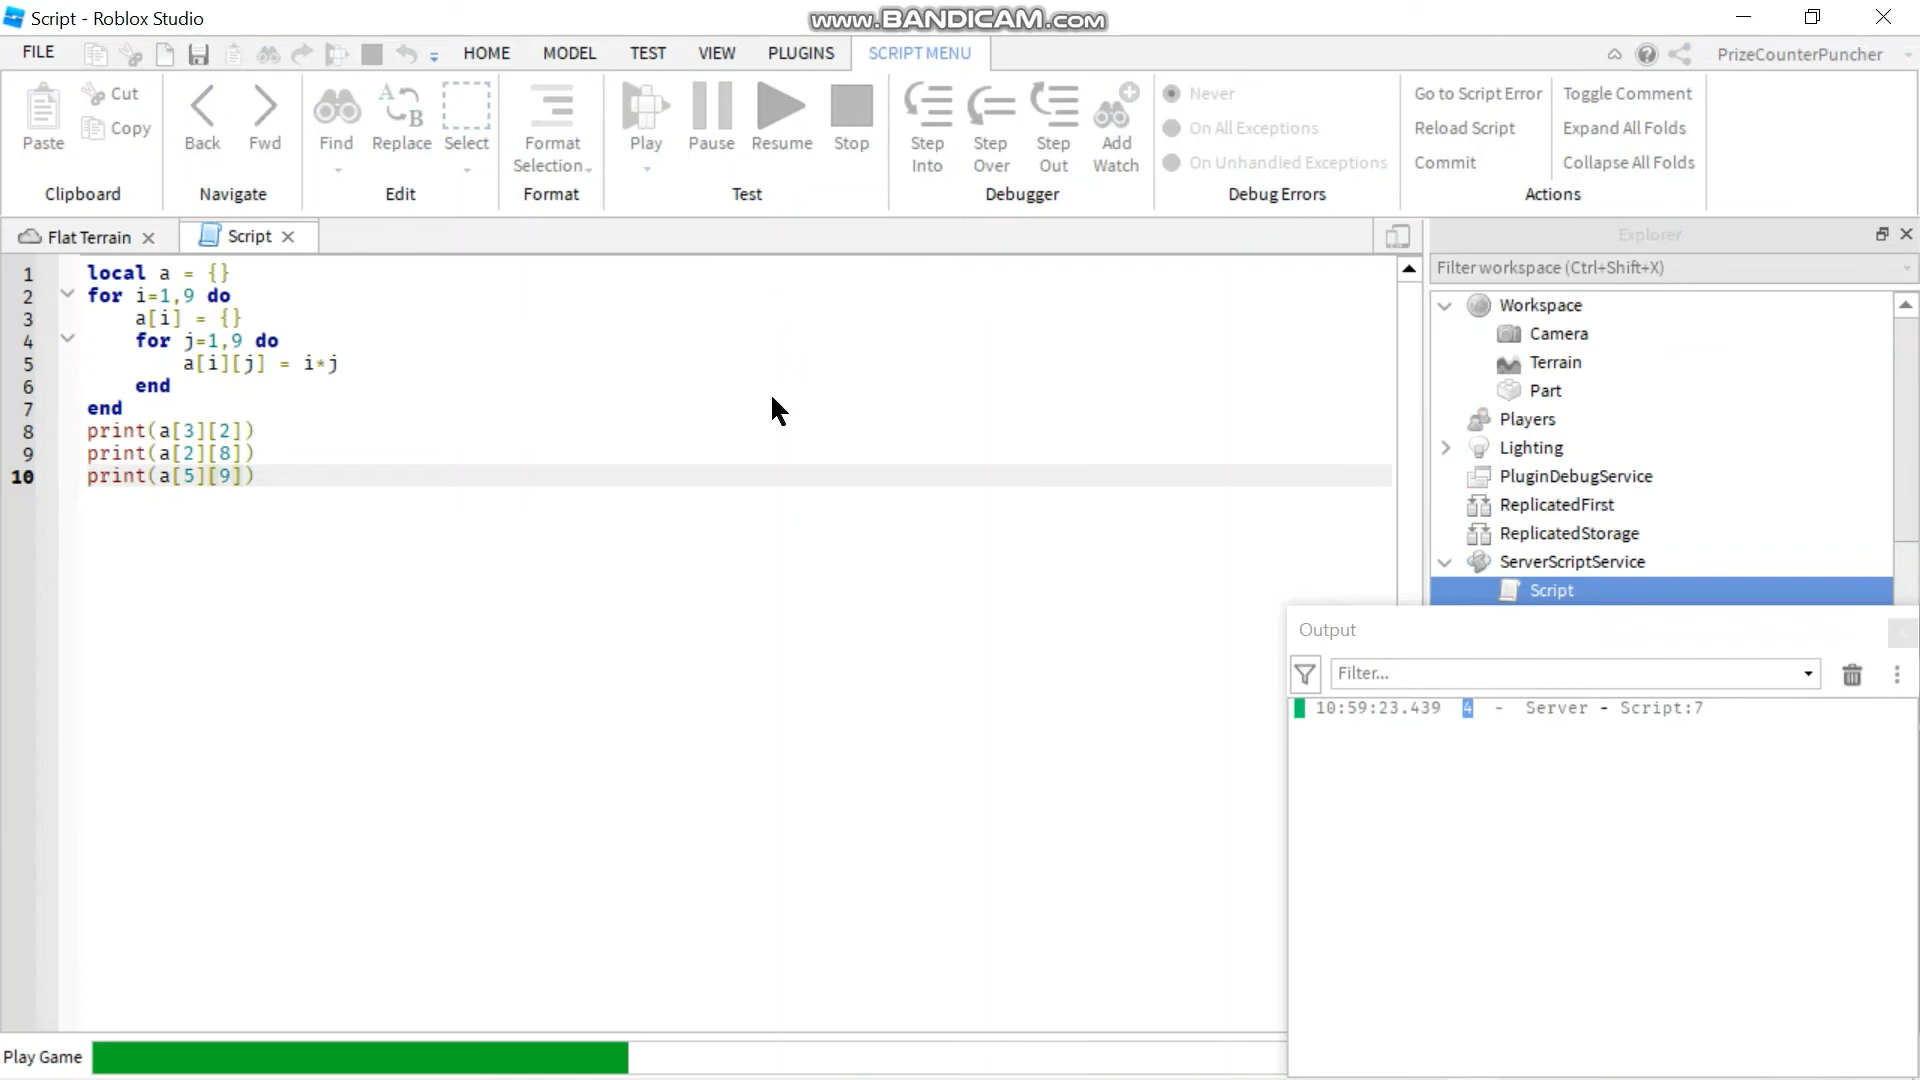 Script - Roblox Studio
www.BANDICAM.com
FILE
HOME
MODEL
TEST
VIEW
PLUGINS
SCRIPT MENU
PrizeCounterPuncher
Paste
Cut
Copy
Clipboard
Back
Fwd
Navigate
Find
Replace
Select
Edit
Format
Selection
Format
Play
Pause
Resume
Stop
Test
Step
Into
Step
Over
Step
Out
Add
Watch
Debugger
Never
On All Exceptions
On Unhandled Exceptions
Debug Errors
Go to Script Error
Reload Script
Commit
Toggle Comment
Expand All Folds
Collapse All Folds
Actions
Flat Terrain
Script
1 local a = {}
2 for i=1,9 do
3 a[i] = {}
4 for j=1,9 do
5 a[i][j] = i*j
6 end
7 end
8 print(a[3][2])
9 print(a[2][8])
10 print(a[5][9])
Explorer
Filter workspace (Ctrl+Shift+X)
Workspace
Camera
Terrain
Part
Players
Lighting
PluginDebugService
ReplicatedFirst
ReplicatedStorage
ServerScriptService
Script
Output
Filter...
10:59:23.439 4 - Server - Script:7
Play Game